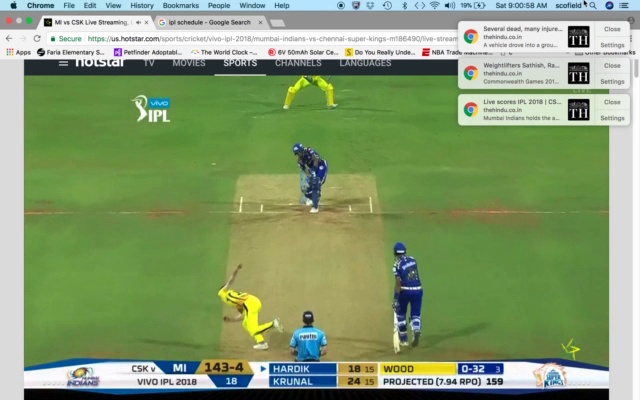 Chrome File Edit View History Bookmarks People Window Help
19% Sat 9:00:58 AM scofield
MI vs CSK Live Streaming,
ipl schedule - Google Search
Secure https://us.hotstar.com/sports/cricket/vivo-ipl-2018/mumbai-indians-vs-chennai-super-kings-m186490/live-stream
Apps Faria Elementary S... Petfinder Adoptabl... The World Clock -... 6V 50mAh Solar Ce... Do You Really Unde... NBA Trade
Other Bookmarks
Several dead, many injure...
thehindu.co.in
A vehicle drove into a grou...
TH
Close
Settings
Weightlifters Sathish, Ra...
thehindu.co.in
Commonwealth Games 201...
TH
Close
Settings
Live scores IPL 2018 | CS...
thehindu.co.in
Mumbai Indians holds the a...
TH
Close
Settings
hotstar TV MOVIES SPORTS CHANNELS LANGUAGES
VIVO
IPL
CSK v MI 143-4 HARDIK 18 15 WOOD 0-32 3
VIVO IPL 2018 18 KRUNAL 24 15 PROJECTED (7.94 RPO) 159
INDIANS
SUPER KINGS